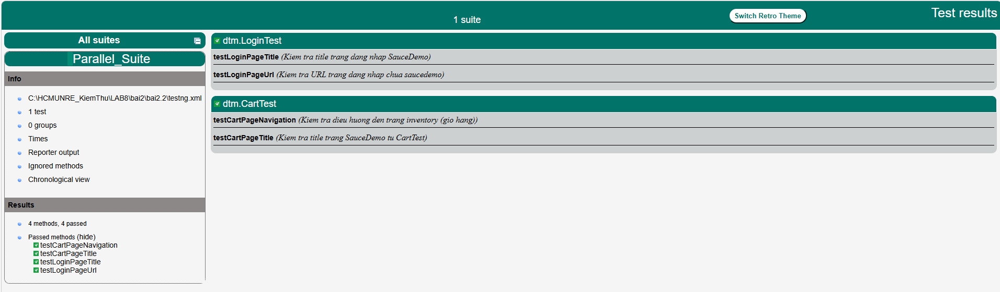 1 suite
Switch Retro Theme
Test results
All suites
Parallel_Suite
Info
C:\HCMUNRE_KiemThu\LAB8\bai2\bai2.2\testng.xml
1 test
0 groups
Times
Reporter output
Ignored methods
Chronological view
Results
4 methods, 4 passed
Passed methods (hide)
testCartPageNavigation
testCartPageTitle
testLoginPageTitle
testLoginPageUrl
dtm.LoginTest
testLoginPageTitle (Kiem tra title trang dang nhap SauceDemo)
testLoginPageUrl (Kiem tra URL trang dang nhap chua saucedemo)
dtm.CartTest
testCartPageNavigation (Kiem tra dieu huong den trang inventory (gio hang))
testCartPageTitle (Kiem tra title trang SauceDemo tu CartTest)